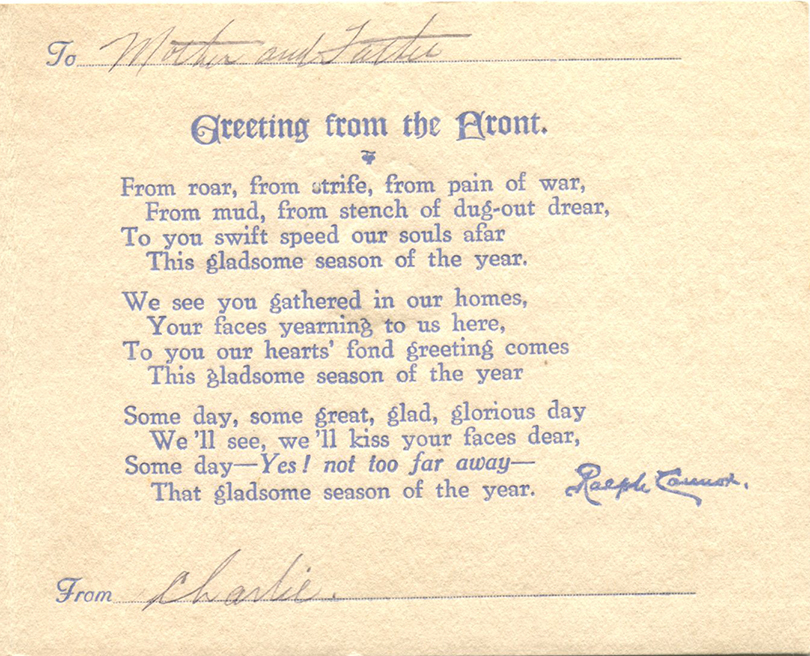 To Mother and Father
Greeting from the Front.
From roar, from strife, from pain of war,
From mud, from stench of dug-out drear,
To you swift speed our souls afar
This gladsome season of the year.
We see you gathered in our homes,
Your faces yearning to us here,
To you our hearts' fond greeting comes
This gladsome season of the year
Some day, some great, glad, glorious day
We'll see, we'll kiss your faces dear,
Some day—Yes! not too far away—
That gladsome season of the year.
Ralph Connor.
From Charlie.